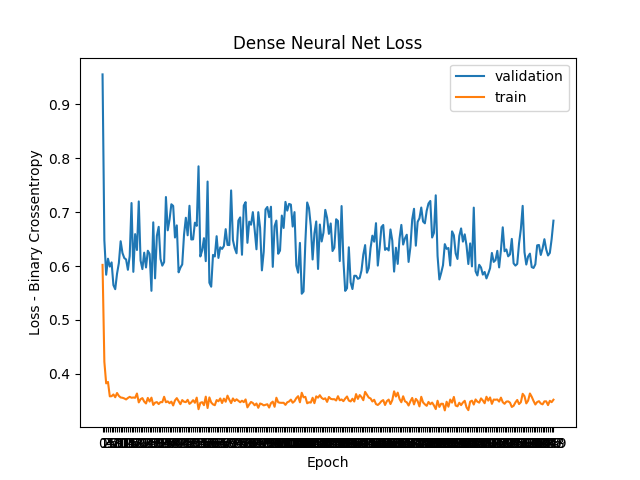 Dense Neural Net Loss
validation
train
Loss - Binary Crossentropy
0.9
0.8
0.7
0.6
0.5
0.4
Epoch